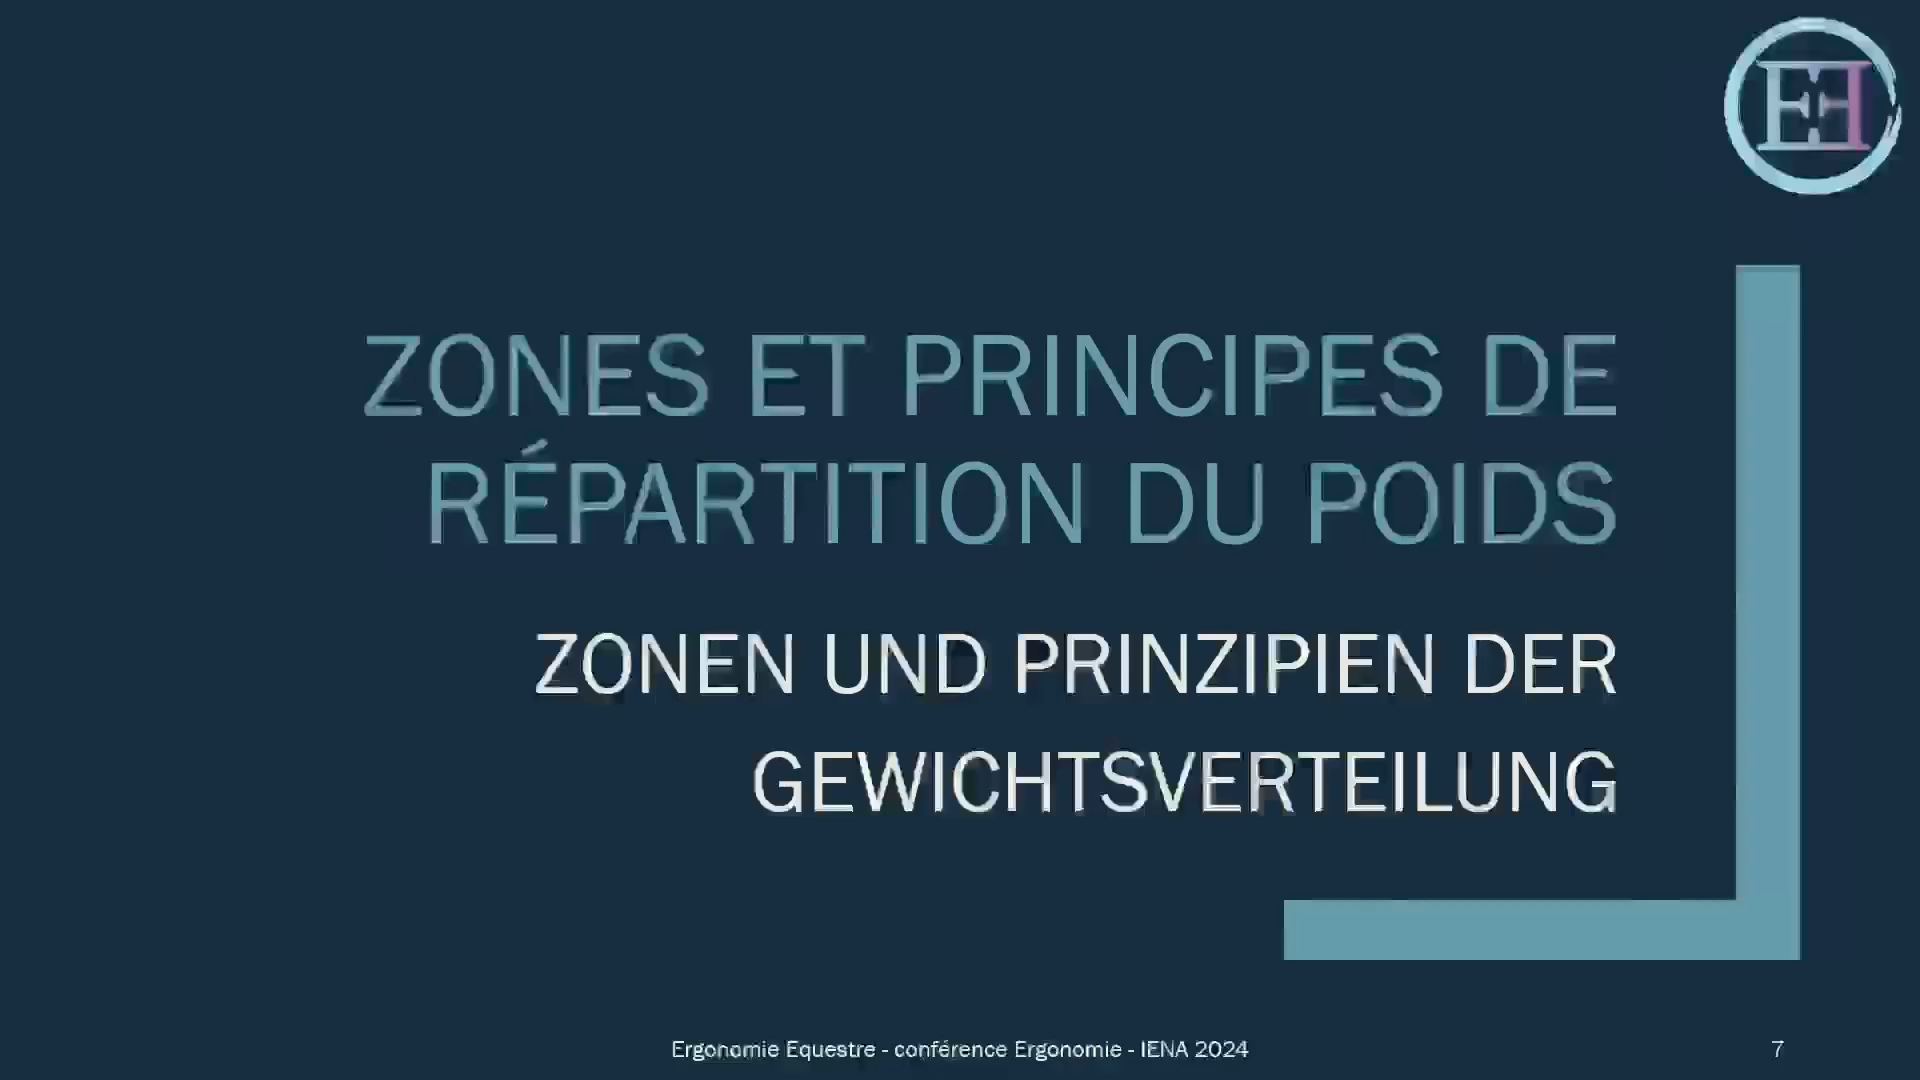 ZONES ET PRINCIPES DE
RÉPARTITION DU POIDS
ZONEN UND PRINZIPIEN DER
GEWICHTSVERTEILUNG
Ergonomie Equestre - conférence Ergonomie - IENA 2024
7